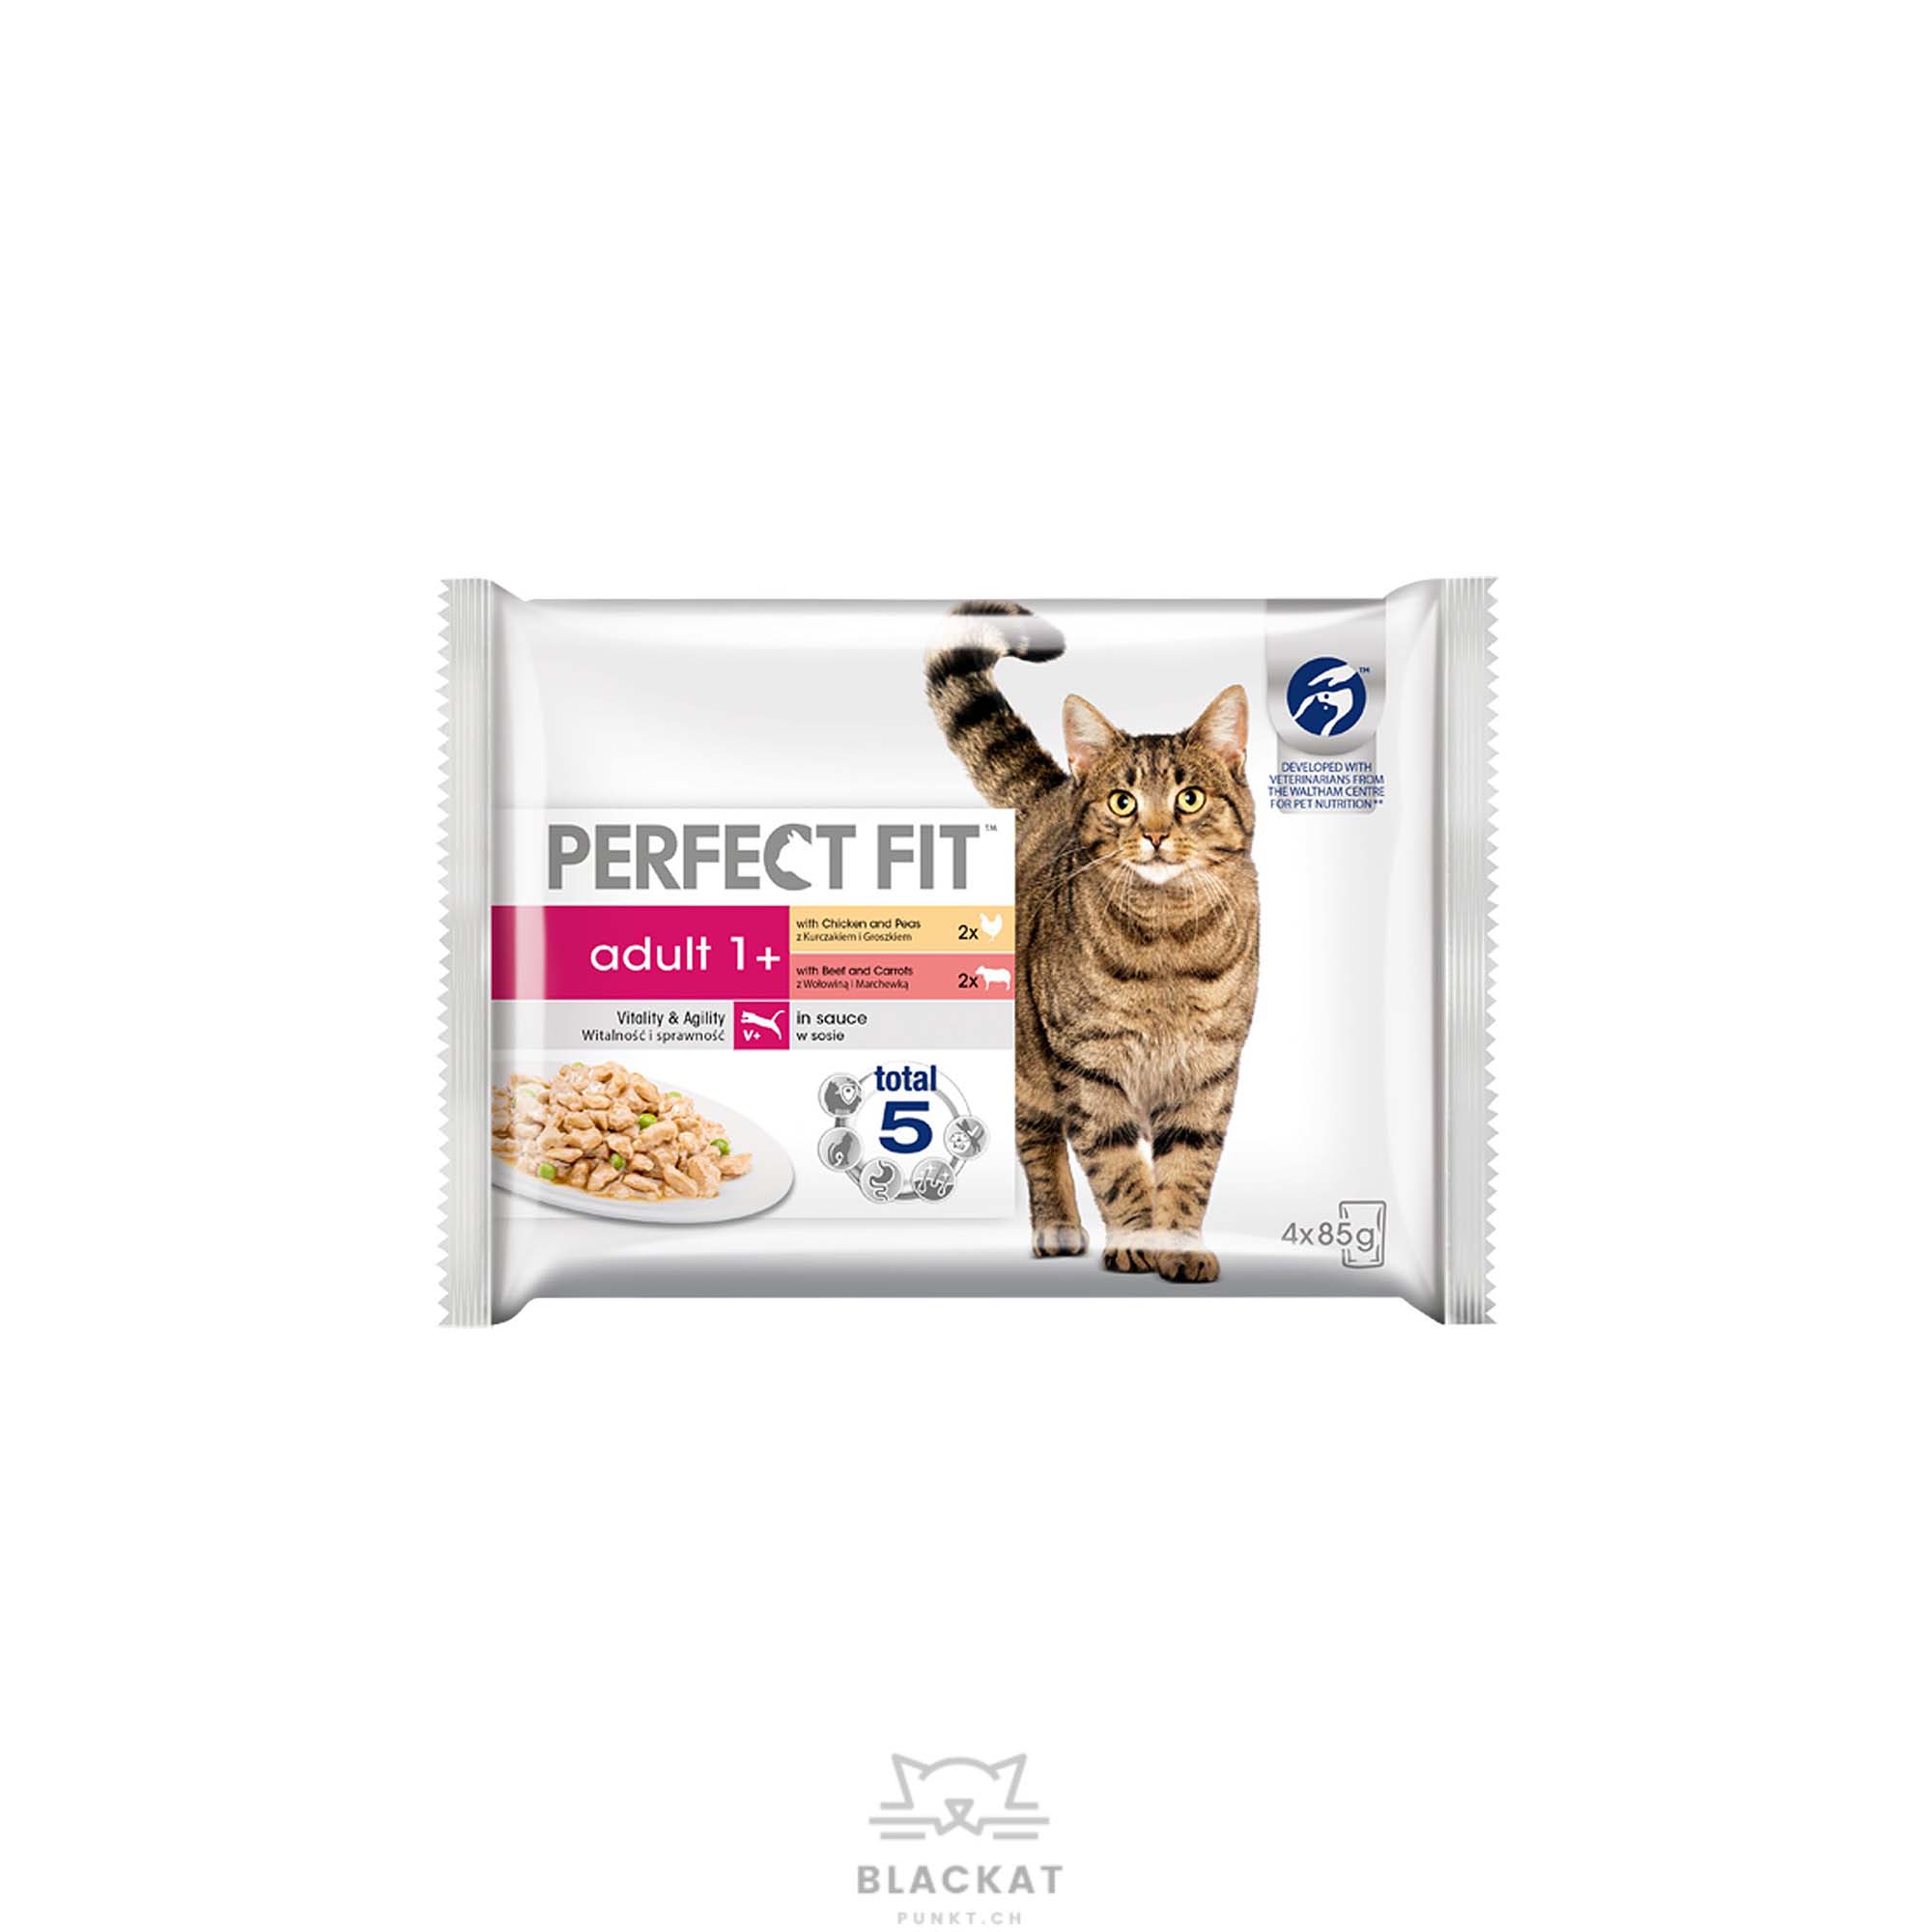 PERFECT FIT™
adult 1+
with Chicken and Peas
z Kurczakiem i Groszkiem
2x
with Beef and Carrots
z Wołowiną i Marchewką
2x
Vitality & Agility
Witalność i sprawność
V+
in sauce
w sosie
total
5
TM
DEVELOPED WITH
VETERINARIANS FROM
THE WALTHAM CENTRE
FOR PET NUTRITION**
4x85g
BLACKAT
PUNKT.CH